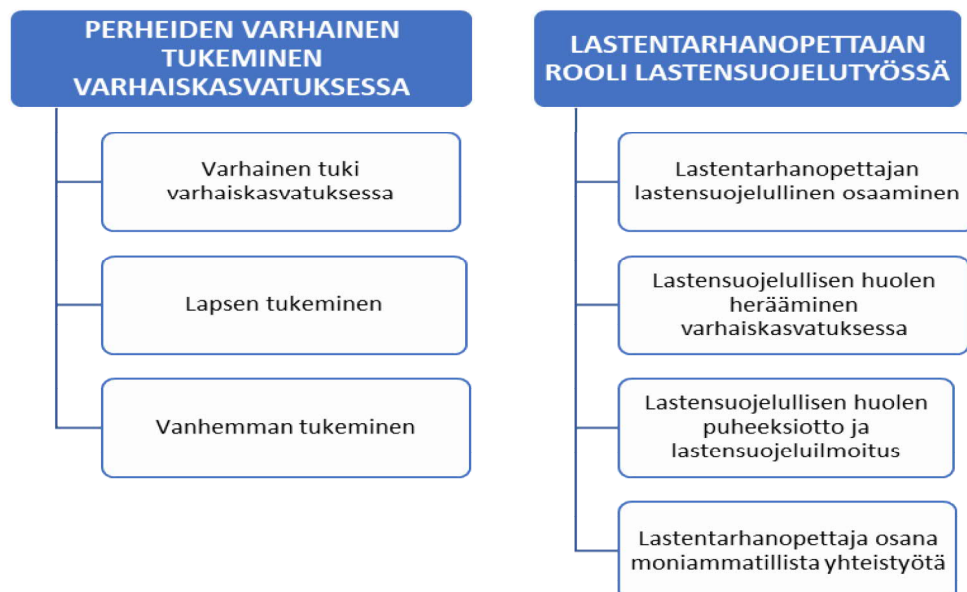 PERHEIDEN VARHAINEN
TUKEMINEN
VARHAISKASVATUKSESSA
Varhainen tuki
varhaiskasvatuksessa
Lapsen tukeminen
Vanhemman tukeminen
LASTENTARHANOPETTAJAN
ROOLI LASTENSUOJELUTYÖSSÄ
Lastentarhanopettajan
lastensuojelullinen osaaminen
Lastensuojelullisen huolen
herääminen
varhaiskasvatuksessa
Lastensuojelullisen huolen
puheeksiotto ja
lastensuojeluilmoitus
Lastentarhanopettaja osana
moniammatillista yhteistyötä